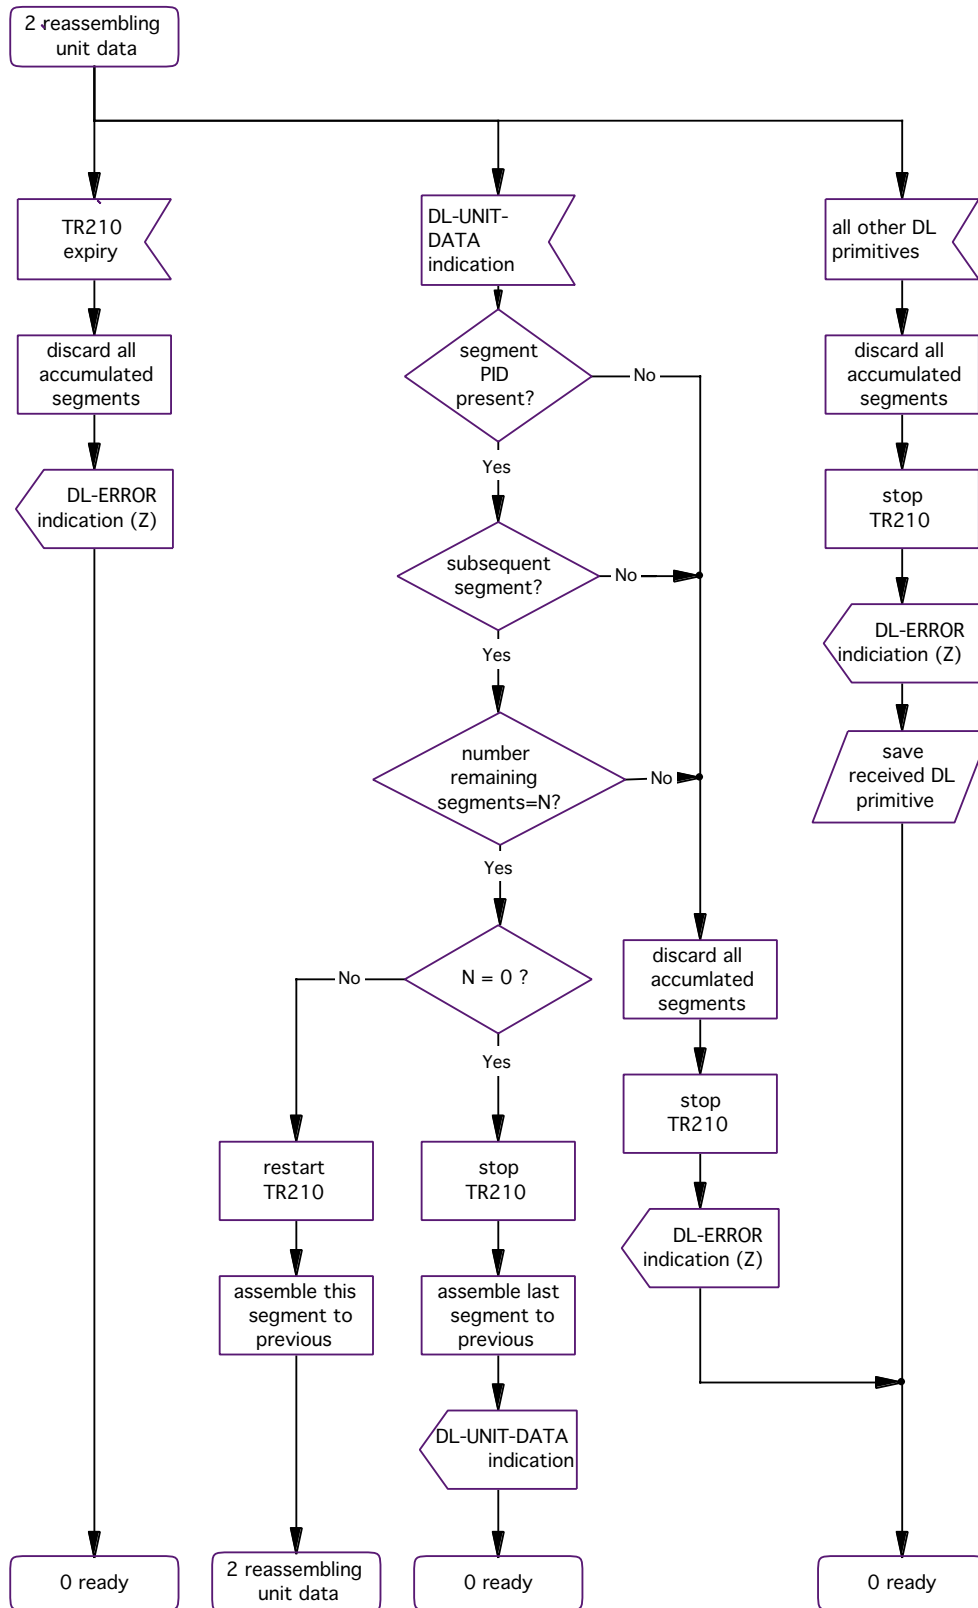 2 reassembling
unit data
TR210
expiry
discard all
accumulated
segments
DL-ERROR
indication (Z)
0 ready
DL-UNIT-
DATA
indication
segment
PID
present?
No
Yes
subsequent
segment?
No
Yes
number
remaining
segments=N?
No
Yes
N = 0 ?
No
Yes
restart
TR210
assemble this
segment to
previous
2 reassembling
unit data
stop
TR210
assemble last
segment to
previous
DL-UNIT-DATA
indication
0 ready
discard all
accumlated
segments
stop
TR210
DL-ERROR
indication (Z)
all other DL
primitives
discard all
accumulated
segments
stop
TR210
DL-ERROR
indiciation (Z)
save
received DL
primitive
0 ready